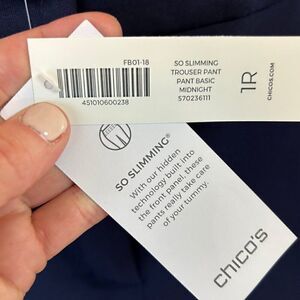 FB01-18
451010600238
SO SLIMMING
TROUSER PANT
PANT BASIC
MIDNIGHT
570236111
1R
CHICOS.COM
SO SLIMMING®
With our hidden
technology built into
the front panel, these
pants really take care
of your tummy.
chico's